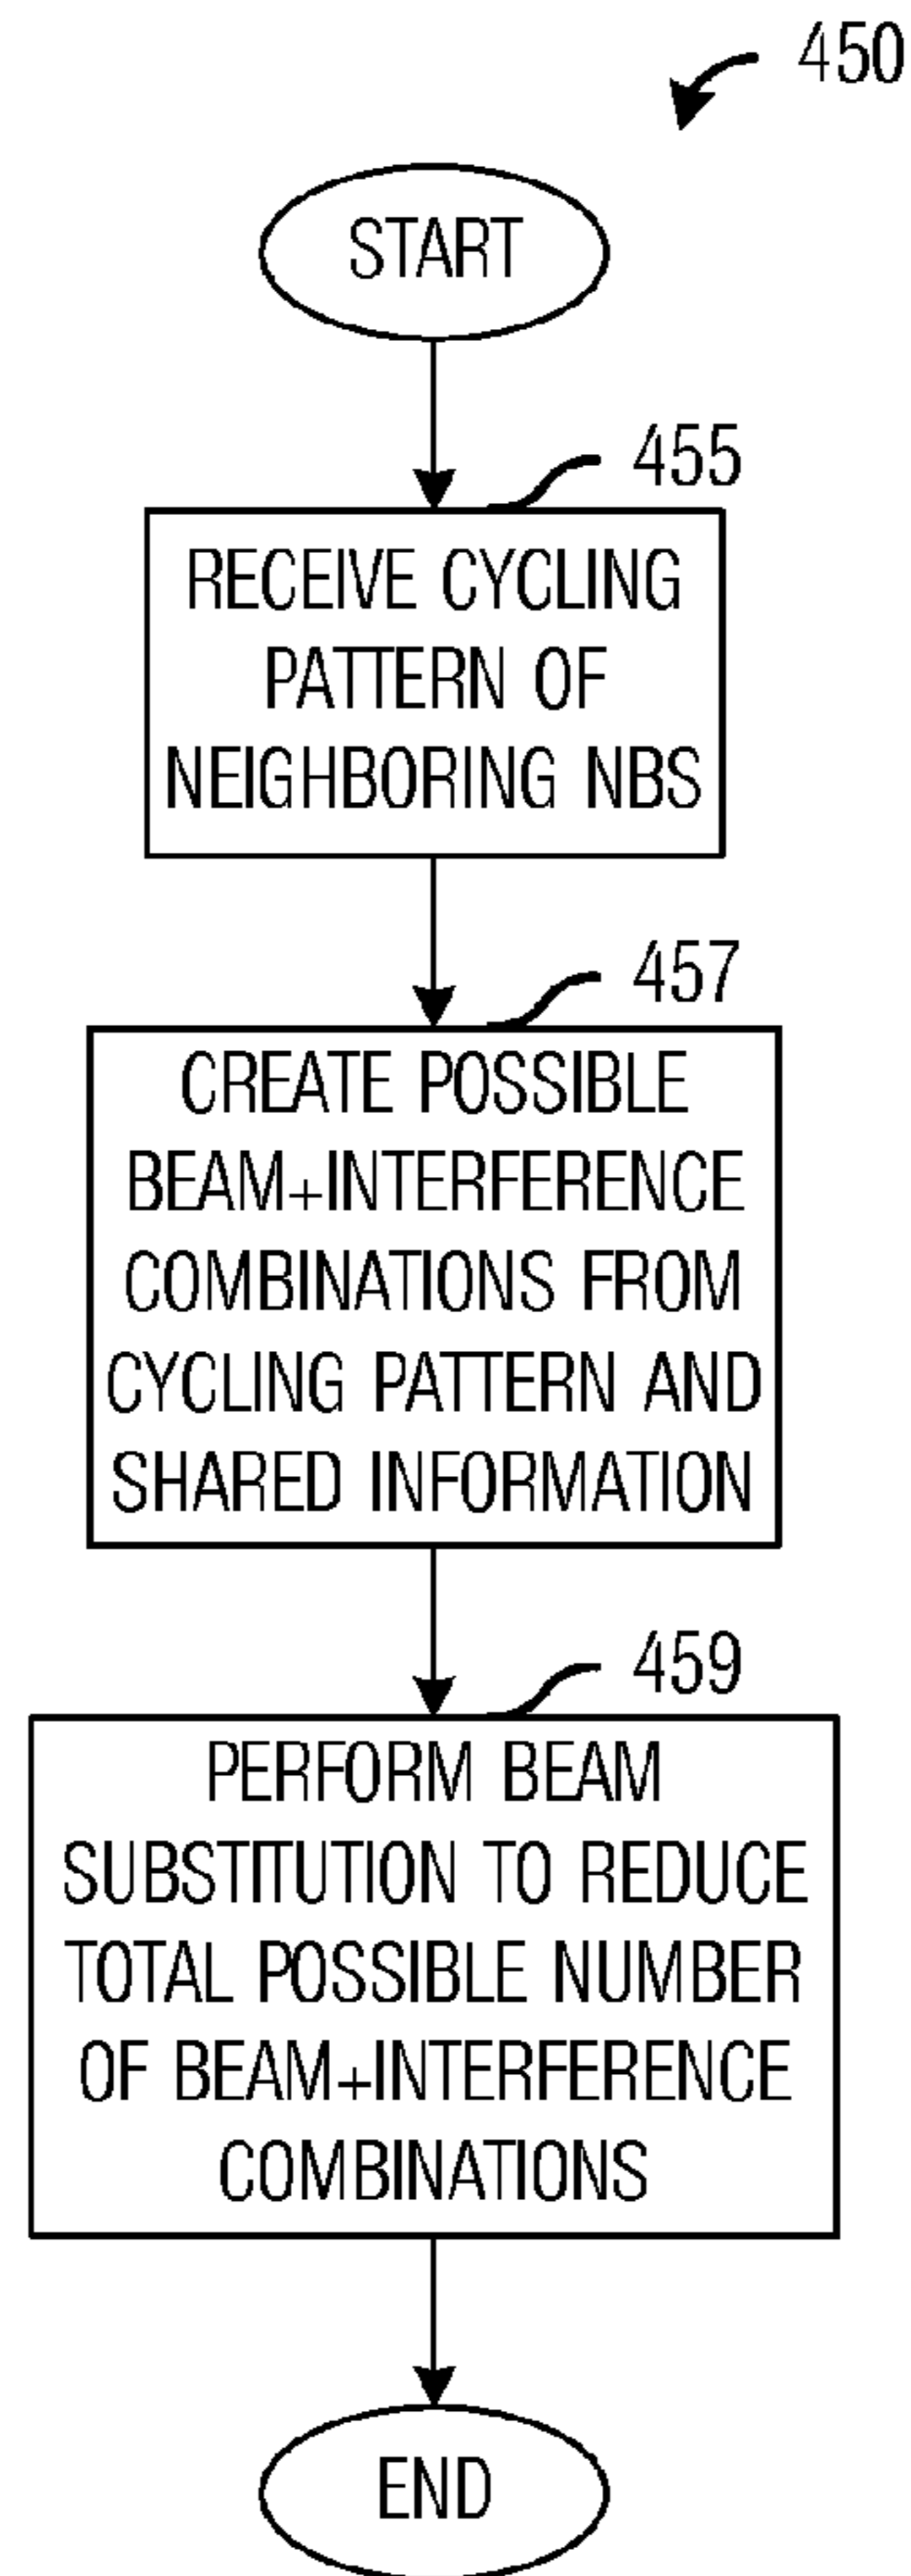 450
START
455
RECEIVE CYCLING
PATTERN OF
NEIGHBORING NBS
457
CREATE POSSIBLE
BEAM+INTERFERENCE
COMBINATIONS FROM
CYCLING PATTERN AND
SHARED INFORMATION
459
PERFORM BEAM
SUBSTITUTION TO REDUCE
TOTAL POSSIBLE NUMBER
OF BEAM+INTERFERENCE
COMBINATIONS
END